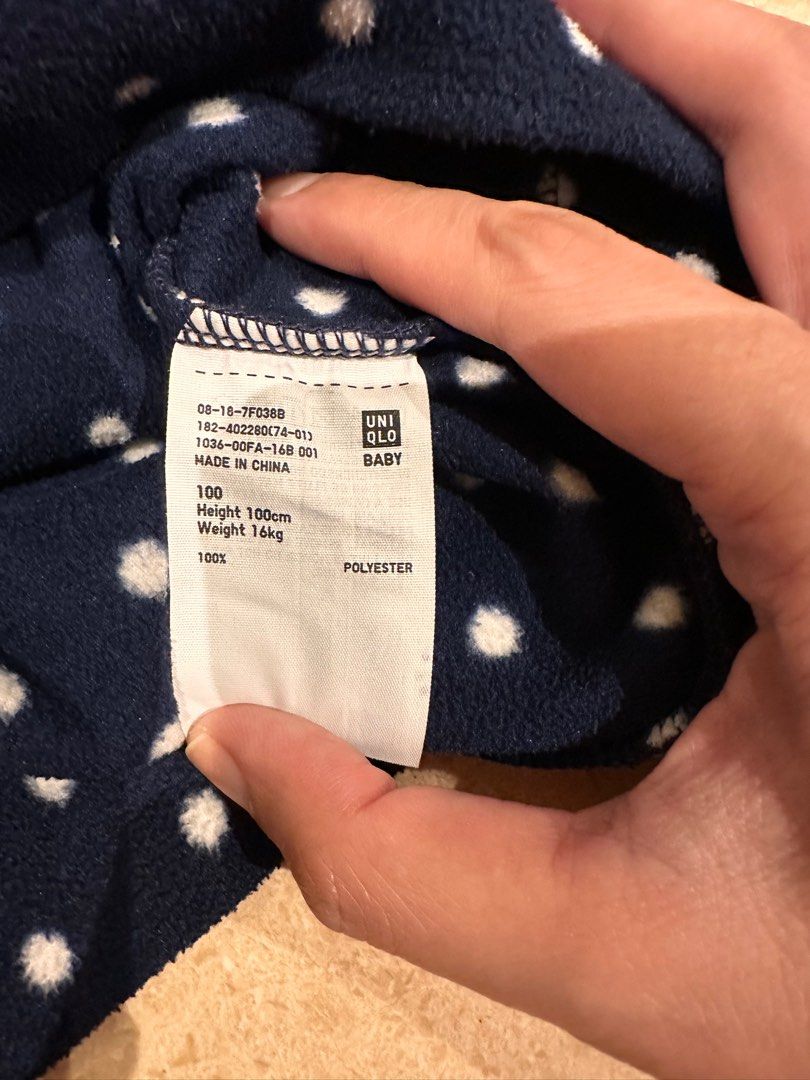 08-18-7F038B
182-402280(74-01)
1036-00FA-16B 001
MADE IN CHINA
UNI
QLO
BABY
100
Height 100cm
Weight 16kg
100% POLYESTER